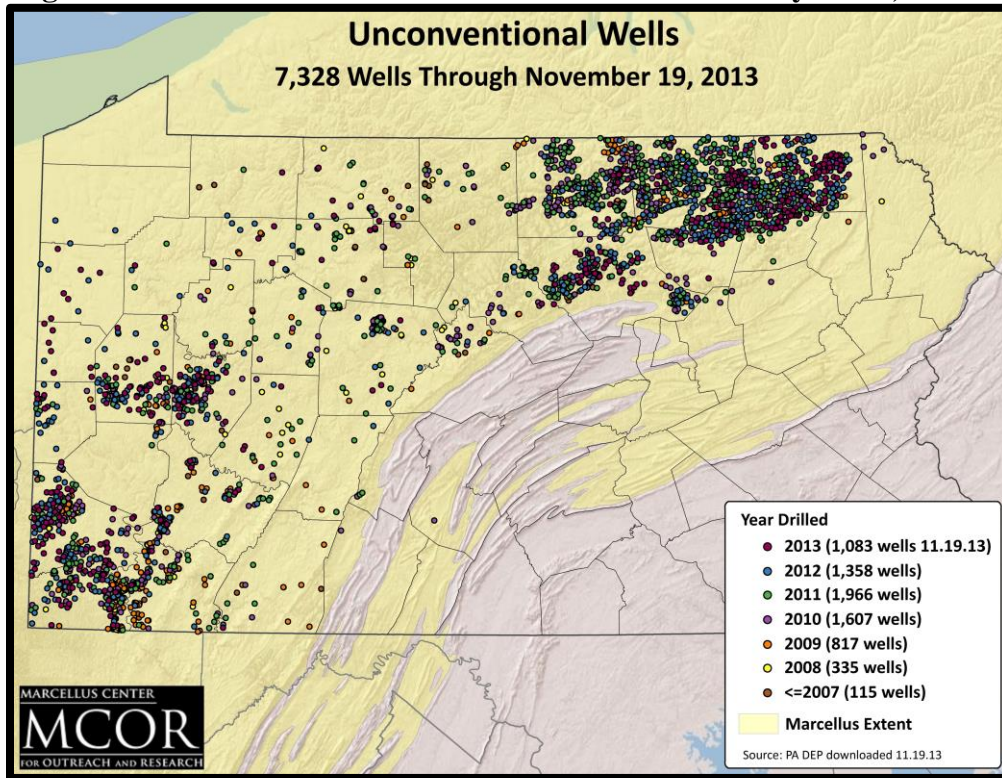 Unconventional Wells
7,328 Wells Through November 19, 2013
Year Drilled
2013 (1,083 wells 11.19.13)
2012 (1,358 wells)
2011 (1,966 wells)
2010 (1,607 wells)
2009 (817 wells)
2008 (335 wells)
<=2007 (115 wells)
Marcellus Extent
Source: PA DEP downloaded 11.19.13
MARCELLUS CENTER
MCOR
FOR OUTREACH AND RESEARCH